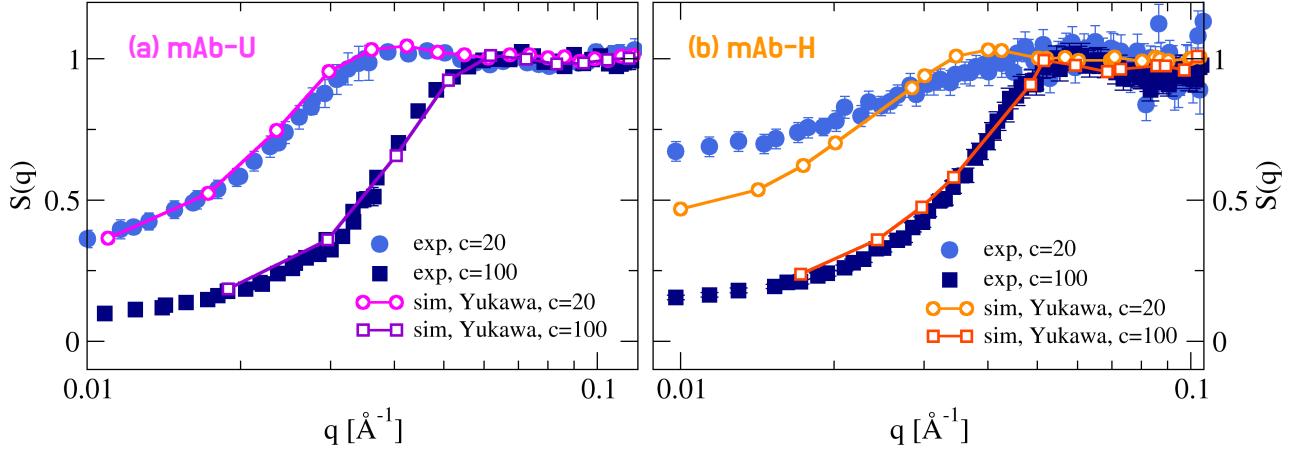 (a) mAb-U
S(q)
1
0.5
0
exp, c=20
exp, c=100
sim, Yukawa, c=20
sim, Yukawa, c=100
0.01
0.1
q [Å⁻¹]
(b) mAb-H
1
0.5
0
S(q)
exp, c=20
exp, c=100
sim, Yukawa, c=20
sim, Yukawa, c=100
0.01
0.1
q [Å⁻¹]